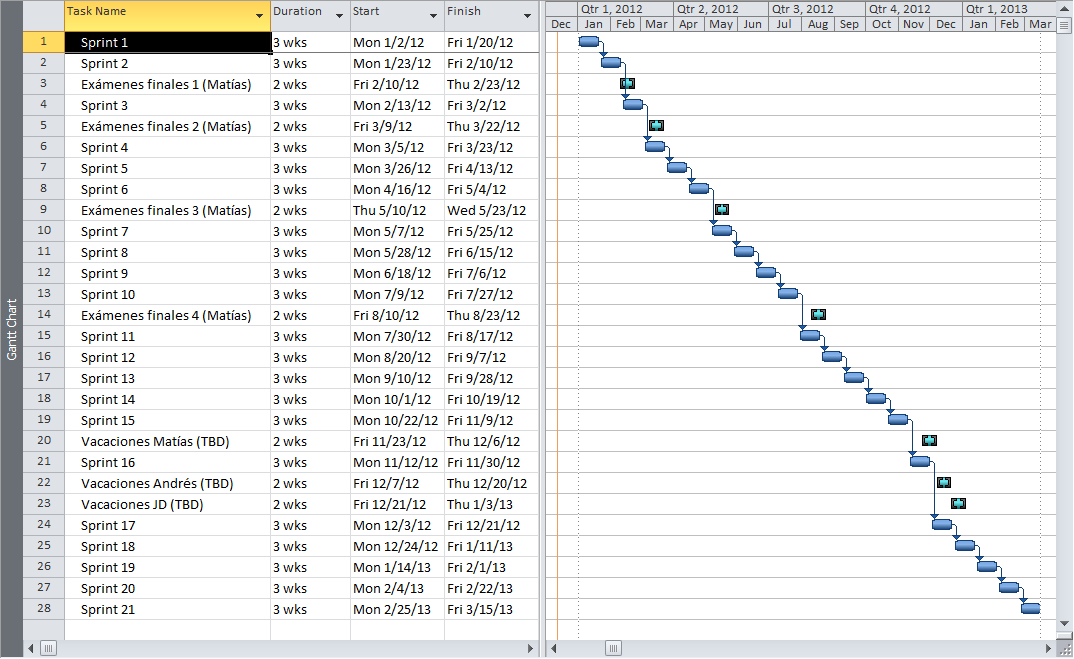 Task Name Duration Start Finish
Qtr 1, 2012 Qtr 2, 2012 Qtr 3, 2012 Qtr 4, 2012 Qtr 1, 2013
Dec Jan Feb Mar Apr May Jun Jul Aug Sep Oct Nov Dec Jan Feb Mar
1 Sprint 1 3 wks Mon 1/2/12 Fri 1/20/12
2 Sprint 2 3 wks Mon 1/23/12 Fri 2/10/12
3 Exámenes finales 1 (Matías) 2 wks Fri 2/10/12 Thu 2/23/12
4 Sprint 3 3 wks Mon 2/13/12 Fri 3/2/12
5 Exámenes finales 2 (Matías) 2 wks Fri 3/9/12 Thu 3/22/12
6 Sprint 4 3 wks Mon 3/5/12 Fri 3/23/12
7 Sprint 5 3 wks Mon 3/26/12 Fri 4/13/12
8 Sprint 6 3 wks Mon 4/16/12 Fri 5/4/12
9 Exámenes finales 3 (Matías) 2 wks Thu 5/10/12 Wed 5/23/12
10 Sprint 7 3 wks Mon 5/7/12 Fri 5/25/12
11 Sprint 8 3 wks Mon 5/28/12 Fri 6/15/12
12 Sprint 9 3 wks Mon 6/18/12 Fri 7/6/12
13 Sprint 10 3 wks Mon 7/9/12 Fri 7/27/12
14 Exámenes finales 4 (Matías) 2 wks Fri 8/10/12 Thu 8/23/12
15 Sprint 11 3 wks Mon 7/30/12 Fri 8/17/12
16 Sprint 12 3 wks Mon 8/20/12 Fri 9/7/12
17 Sprint 13 3 wks Mon 9/10/12 Fri 9/28/12
18 Sprint 14 3 wks Mon 10/1/12 Fri 10/19/12
19 Sprint 15 3 wks Mon 10/22/12 Fri 11/9/12
20 Vacaciones Matías (TBD) 2 wks Fri 11/23/12 Thu 12/6/12
21 Sprint 16 3 wks Mon 11/12/12 Fri 11/30/12
22 Vacaciones Andrés (TBD) 2 wks Fri 12/7/12 Thu 12/20/12
23 Vacaciones JD (TBD) 2 wks Fri 12/21/12 Thu 1/3/13
24 Sprint 17 3 wks Mon 12/3/12 Fri 12/21/12
25 Sprint 18 3 wks Mon 12/24/12 Fri 1/11/13
26 Sprint 19 3 wks Mon 1/14/13 Fri 2/1/13
27 Sprint 20 3 wks Mon 2/4/13 Fri 2/22/13
28 Sprint 21 3 wks Mon 2/25/13 Fri 3/15/13
Gantt Chart